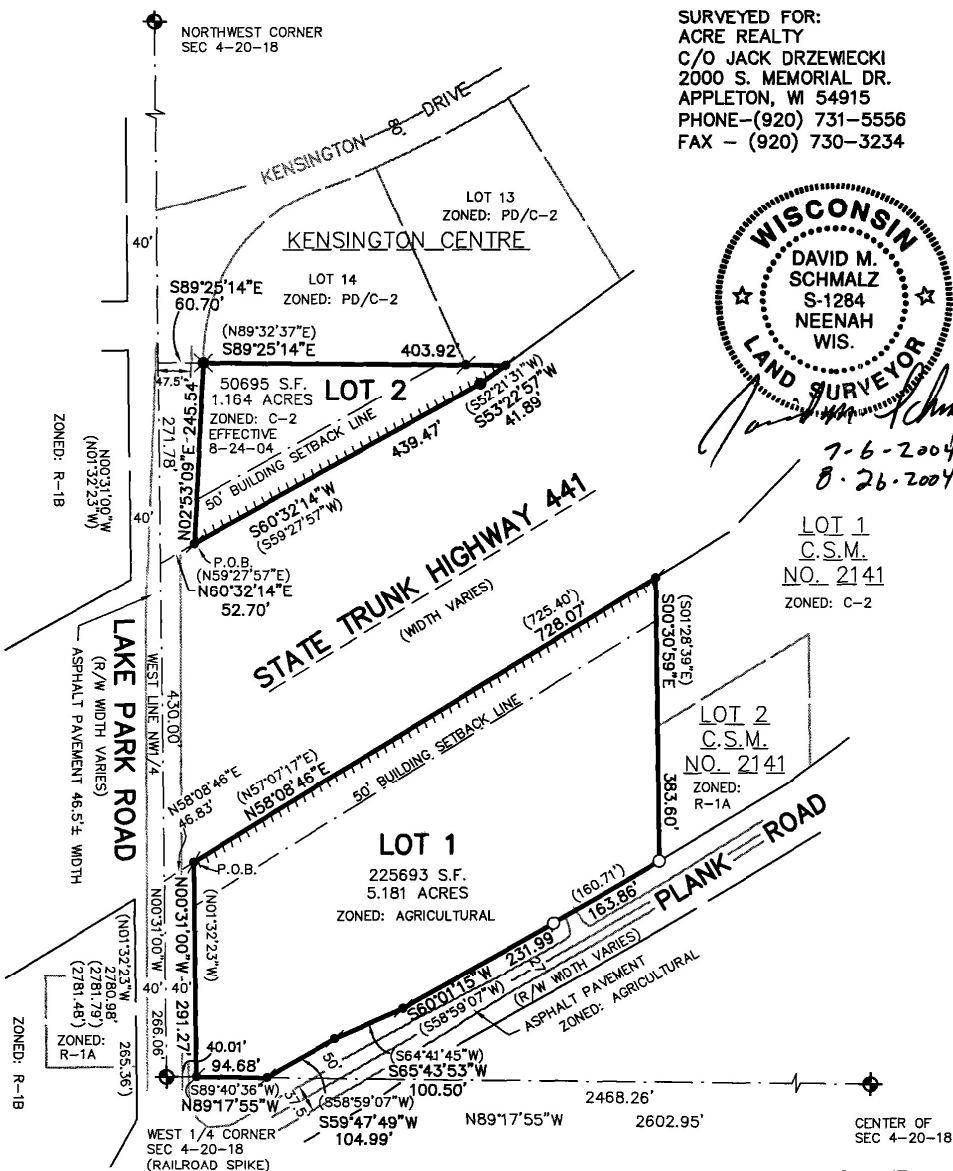 NORTHWEST CORNER
SEC 4-20-18
SURVEYED FOR:
ACRE REALTY
C/O JACK DRZEWIECKI
2000 S. MEMORIAL DR.
APPLETON, WI 54915
PHONE-(920) 731-5556
FAX - (920) 730-3234
KENSINGTON DRIVE
80'
LOT 13
ZONED: PD/C-2
KENSINGTON CENTRE
LOT 14
ZONED: PD/C-2
40'
WISCONSIN
DAVID M.
SCHMALZ
S-1284
NEENAH
WIS.
LAND SURVEYOR
7-6-2004
8-26-2004
S89°25'14"E
60.70'
(N89°32'37"E)
S89°25'14"E
403.92'
47.5'
50695 S.F.
1.164 ACRES
LOT 2
ZONED: C-2
EFFECTIVE
8-24-04
50' BUILDING SETBACK LINE
(S52°21'31"W)
S53°22'57"W
41.89'
439.47'
S60°32'14"W
(S59°27'57"W)
N02°53'09"E 245.54'
271.78'
ZONED: R-1B
N00°31'00"W
(N01°32'23"W)
40'
P.O.B.
(N59°27'57"E)
N60°32'14"E
52.70'
STATE TRUNK HIGHWAY 441
(WIDTH VARIES)
LOT 1
C.S.M.
NO. 2141
ZONED: C-2
LAKE PARK ROAD
(R/W WIDTH VARIES)
ASPHALT PAVEMENT 46.5'± WIDTH
WEST LINE NW1/4
430.00'
(725.40')
728.07'
(S01°28'39"E)
S00°30'59"E
383.60'
LOT 2
C.S.M.
NO. 2141
ZONED:
R-1A
N58°08'46"E
46.83'
(N57°07'17"E)
N58°08'46"E
50' BUILDING SETBACK LINE
P.O.B.
LOT 1
225693 S.F.
5.181 ACRES
ZONED: AGRICULTURAL
PLANK ROAD
(160.71')
163.86'
231.99'
S60°01'15"W
(S58°59'07"W)
27'
(R/W WIDTH VARIES)
ASPHALT PAVEMENT
ZONED: AGRICULTURAL
N00°31'00"W
N00°31'00"W 291.27'
(N01°32'23"W)
40' 40'
266.06'
(N01°32'23"W)
2780.98'
(2781.79')
(2781.48')
265.36')
ZONED:
R-1A
ZONED: R-1B
40.01'
94.68'
(S89°40'36"W)
N89°17'55"W
50'
37.5'
(S58°59'07"W)
S59°47'49"W
104.99'
(S64°41'45"W)
S65°43'53"W
100.50'
N89°17'55"W
2468.26'
2602.95'
WEST 1/4 CORNER
SEC 4-20-18
(RAILROAD SPIKE)
CENTER OF
SEC 4-20-18